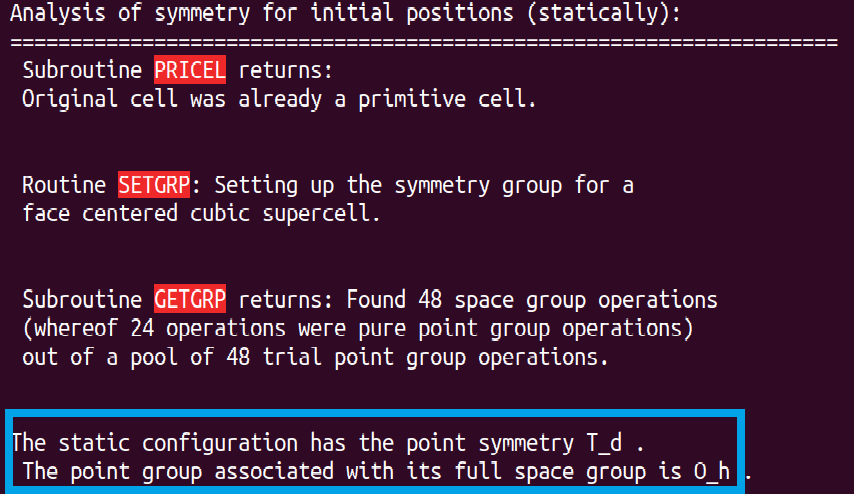 Analysis of symmetry for initial positions (statically):
=====================================================================
Subroutine PRICEL returns:
Original cell was already a primitive cell.
Routine SETGRP: Setting up the symmetry group for a
face centered cubic supercell.
Subroutine GETGRP returns: Found 48 space group operations
(whereof 24 operations were pure point group operations)
out of a pool of 48 trial point group operations.
The static configuration has the point symmetry T_d .
The point group associated with its full space group is O_h .